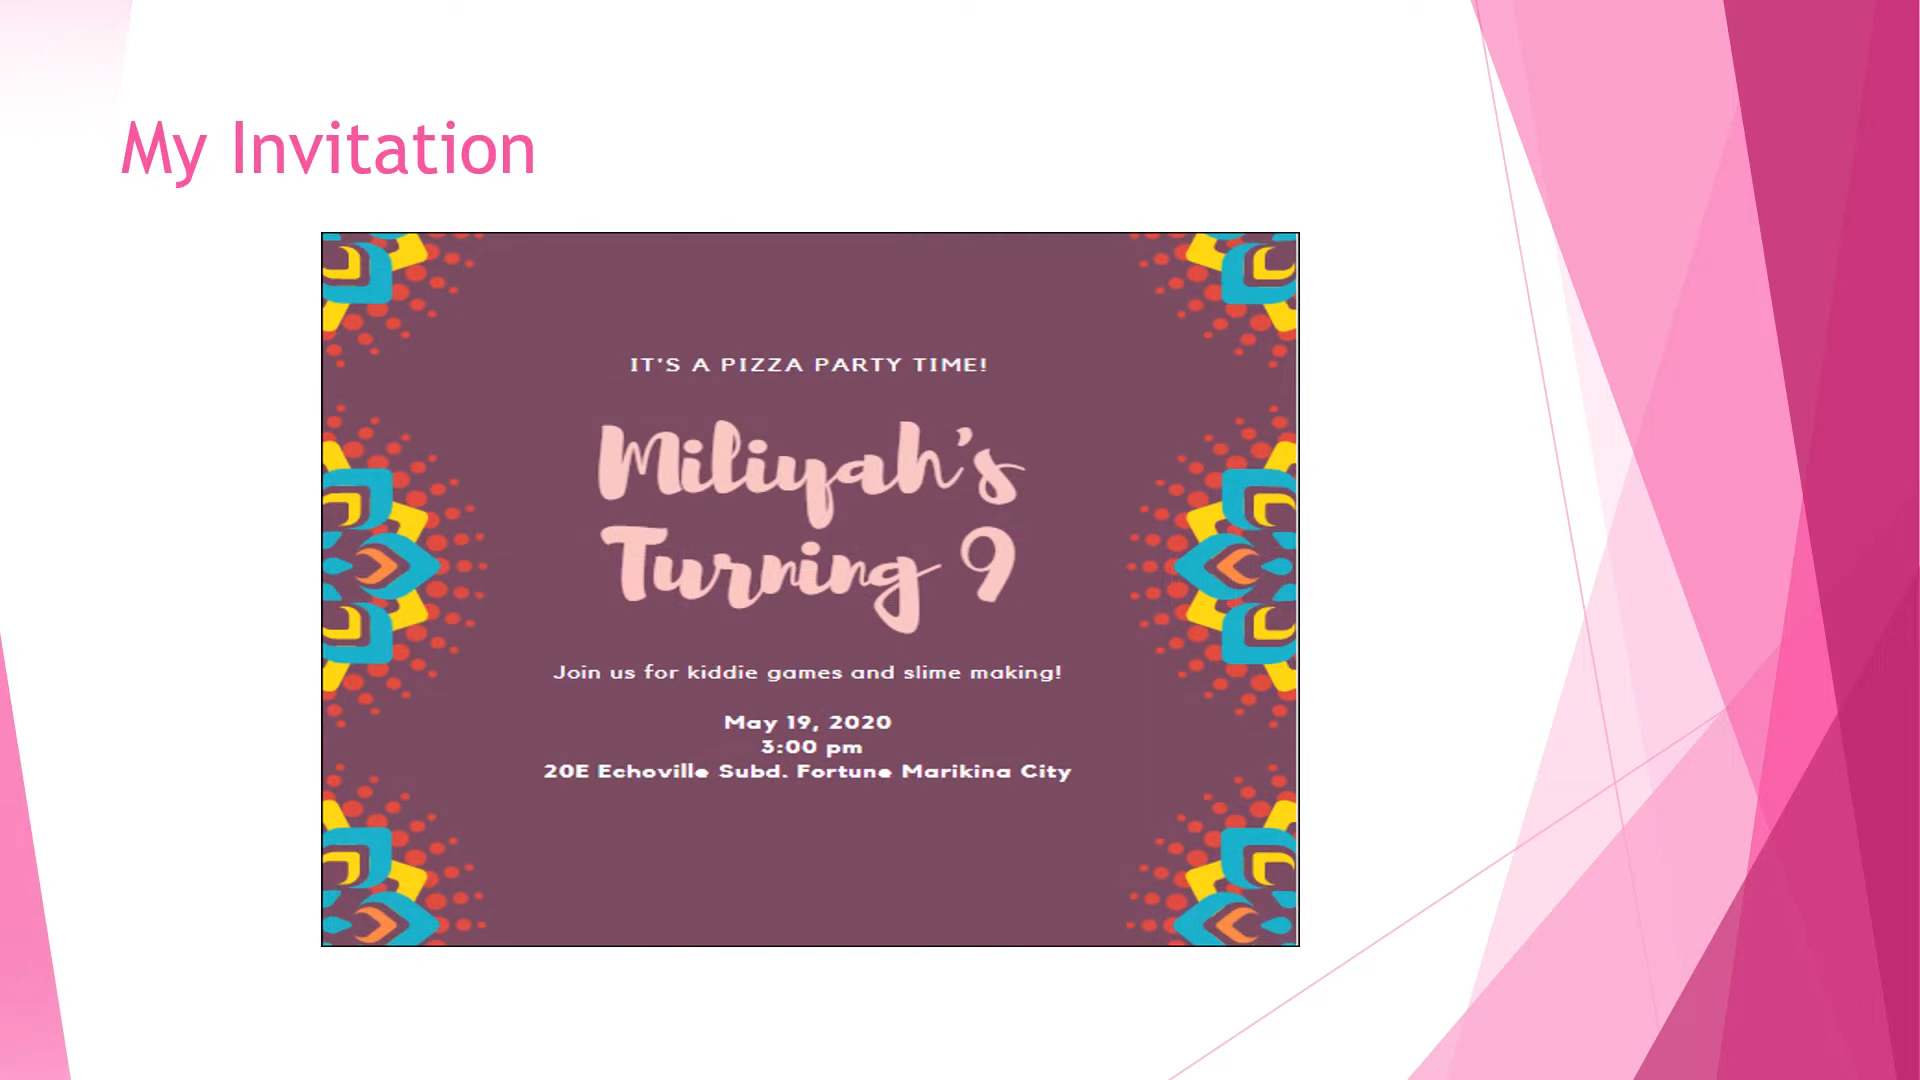 My Invitation
IT'S A PIZZA PARTY TIME!
Miliyah's
Turning 9
Join us for kiddie games and slime making!
May 19, 2020
3:00 pm
20E Echoville Subd. Fortune Marikina City